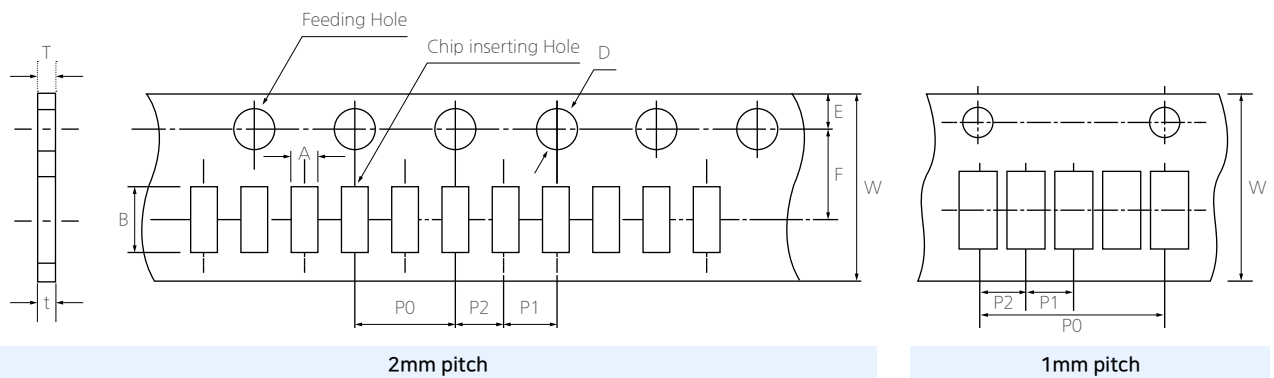 Feeding Hole
Chip inserting Hole
D
T
E
A
F
W
B
t
P0
P2
P1
2mm pitch
W
P2
P1
P0
1mm pitch